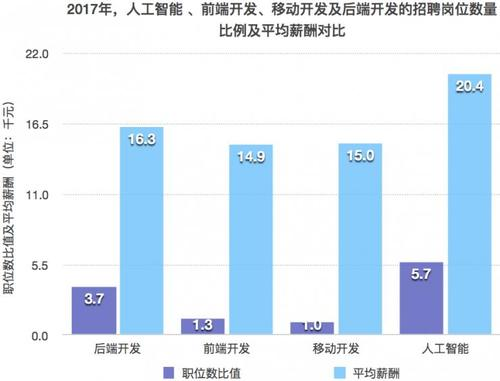 2017年，人工智能 、前端开发、移动开发及后端开发的招聘岗位数量
比例及平均薪酬对比
职位数比值及平均薪酬（单位：千元）
22.0
16.5
11.0
5.5
0.0
3.7
16.3
1.3
14.9
1.0
15.0
5.7
20.4
后端开发
前端开发
移动开发
人工智能
职位数比值
平均薪酬